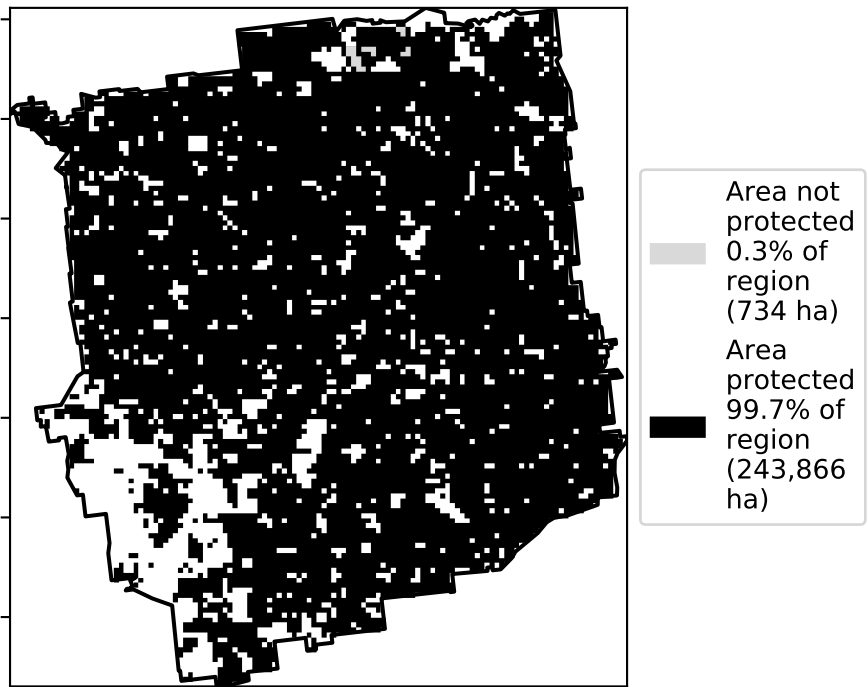 Area not
protected
0.3% of
region
(734 ha)
Area
protected
99.7% of
region
(243,866
ha)